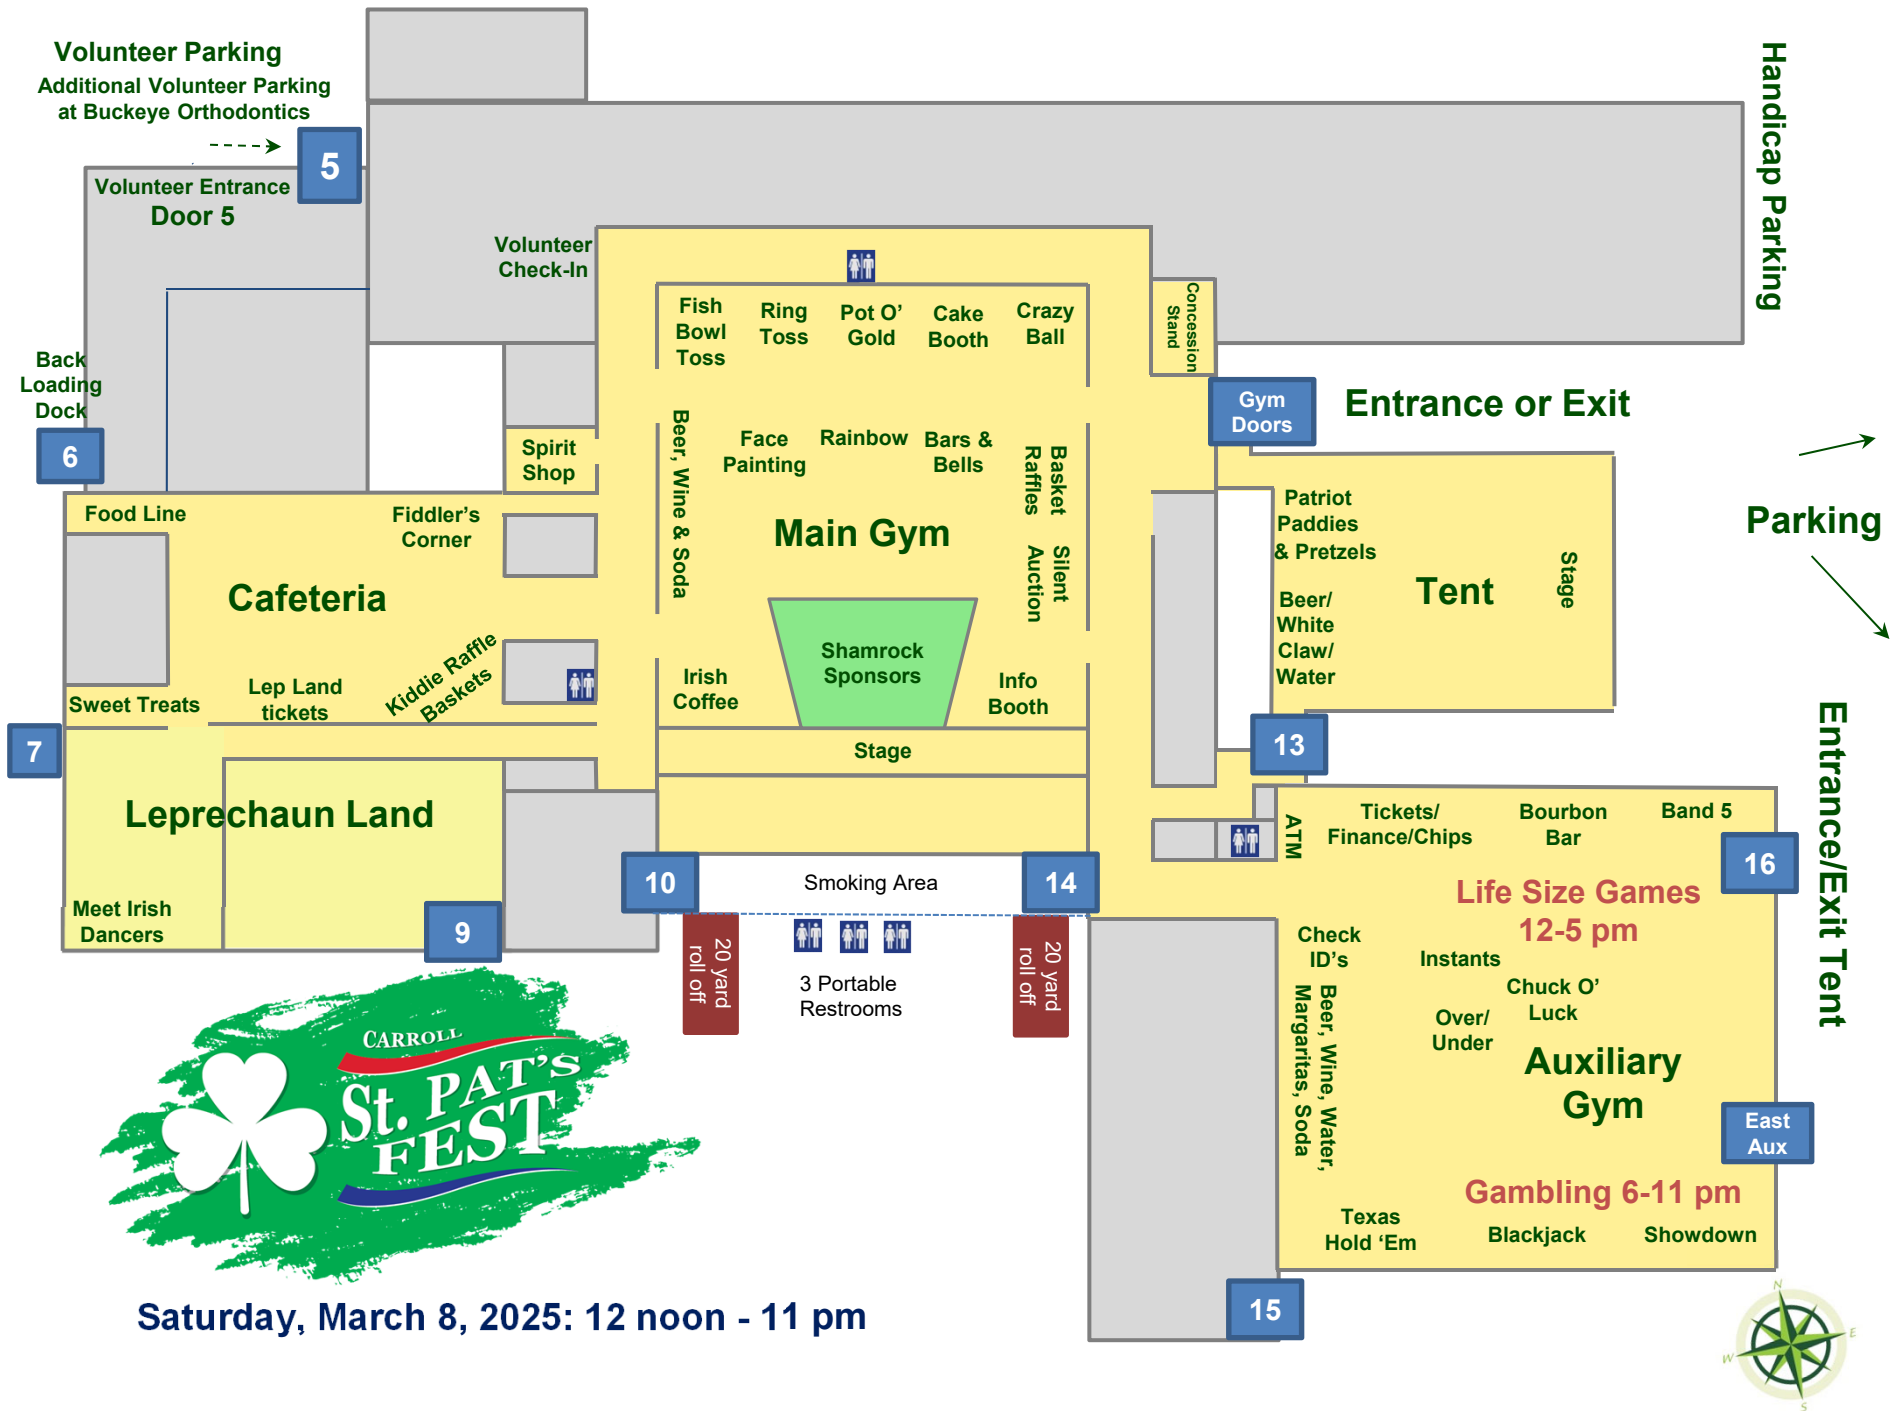 Volunteer Parking
Additional Volunteer Parking
at Buckeye Orthodontics
5
Volunteer Entrance
Door 5
Handicap Parking
Volunteer
Check-In
Fish
Bowl
Toss
Ring
Toss
Pot O’
Gold
Cake
Booth
Crazy
Ball
Concession
Stand
Back
Loading
Dock
6
Gym
Doors
Entrance or Exit
Spirit
Shop
Beer, Wine & Soda
Face
Painting
Rainbow
Bars &
Bells
Basket
Raffles
Silent
Auction
Main Gym
Food Line
Fiddler’s
Corner
Cafeteria
Patriot
Paddies
& Pretzels
Beer/
White
Claw/
Water
Tent
Stage
Parking
Shamrock
Sponsors
Irish
Coffee
Info
Booth
Sweet Treats
Lep Land
tickets
Kiddie Raffle
Baskets
Stage
7
13
Entrance/Exit Tent
Leprechaun Land
Meet Irish
Dancers
9
10
Smoking Area
14
20 yard
roll off
3 Portable
Restrooms
20 yard
roll off
ATM
Tickets/
Finance/Chips
Bourbon
Bar
Band 5
16
Life Size Games
12-5 pm
Check
ID’s
Instants
Chuck O’
Luck
Over/
Under
Beer, Wine, Water,
Margaritas, Soda
Auxiliary
Gym
East
Aux
Gambling 6-11 pm
Texas
Hold ‘Em
Blackjack
Showdown
15
CARROLL
St. PAT’S
FEST
Saturday, March 8, 2025: 12 noon - 11 pm
N
E
W
S